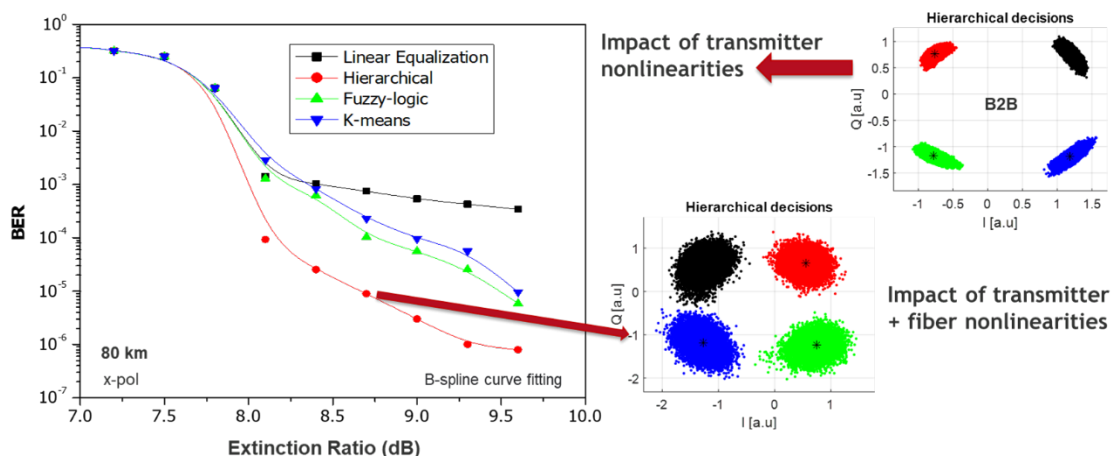 10^0
10^-1
10^-2
10^-3
10^-4
10^-5
10^-6
10^-7
BER
Linear Equalization
Hierarchical
Fuzzy-logic
K-means
80 km
x-pol
B-spline curve fitting
7.0 7.5 8.0 8.5 9.0 9.5 10.0
Extinction Ratio (dB)
Impact of transmitter
nonlinearities
Hierarchical decisions
1
0.5
0
-0.5
-1
-1.5
Q [a.u]
B2B
-1 -0.5 0 0.5 1 1.5
I [a.u]
Hierarchical decisions
1
0
-1
-2
Q [a.u]
-2 -1 0 1
I [a.u]
Impact of transmitter
+ fiber nonlinearities